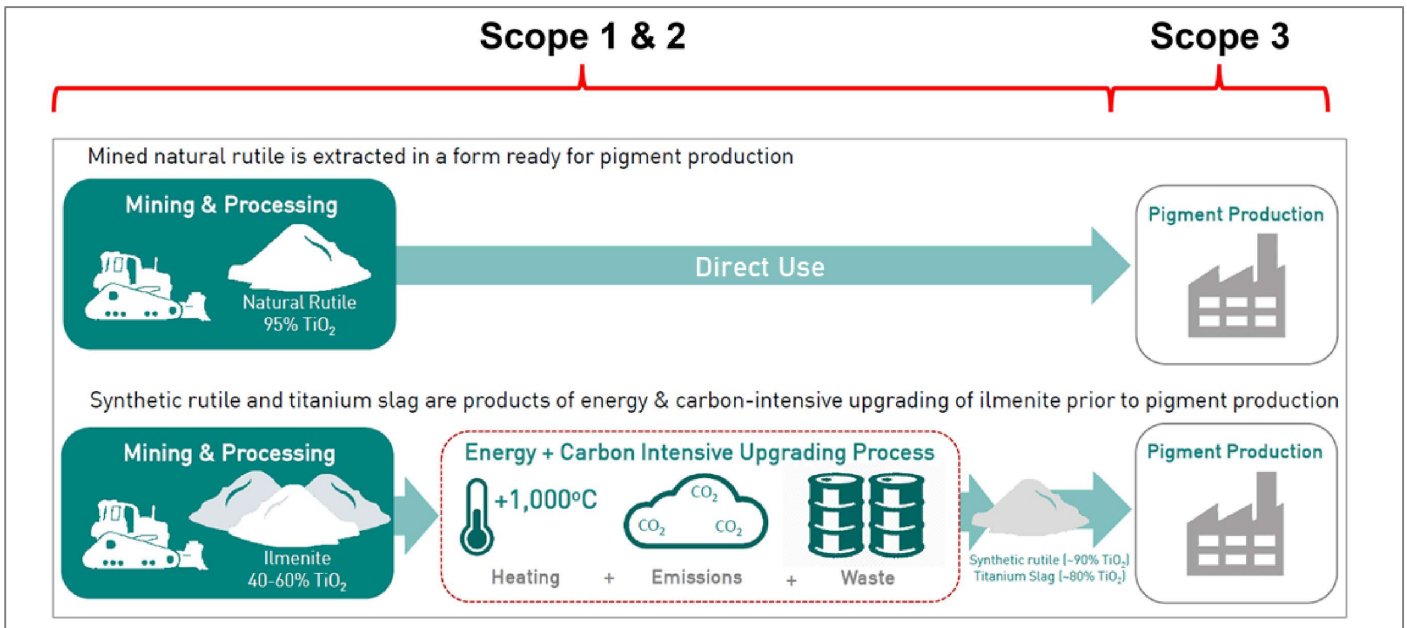 Scope 1 & 2
Scope 3
Mined natural rutile is extracted in a form ready for pigment production
Mining & Processing
Natural Rutile
95% TiO₂
Direct Use
Pigment Production
Synthetic rutile and titanium slag are products of energy & carbon-intensive upgrading of ilmenite prior to pigment production
Mining & Processing
Ilmenite
40-60% TiO₂
Energy + Carbon Intensive Upgrading Process
+1,000ºC
CO₂
CO₂
CO₂
Heating + Emissions + Waste
Synthetic rutile (~90% TiO₂)
Titanium Slag (~80% TiO₂)
Pigment Production